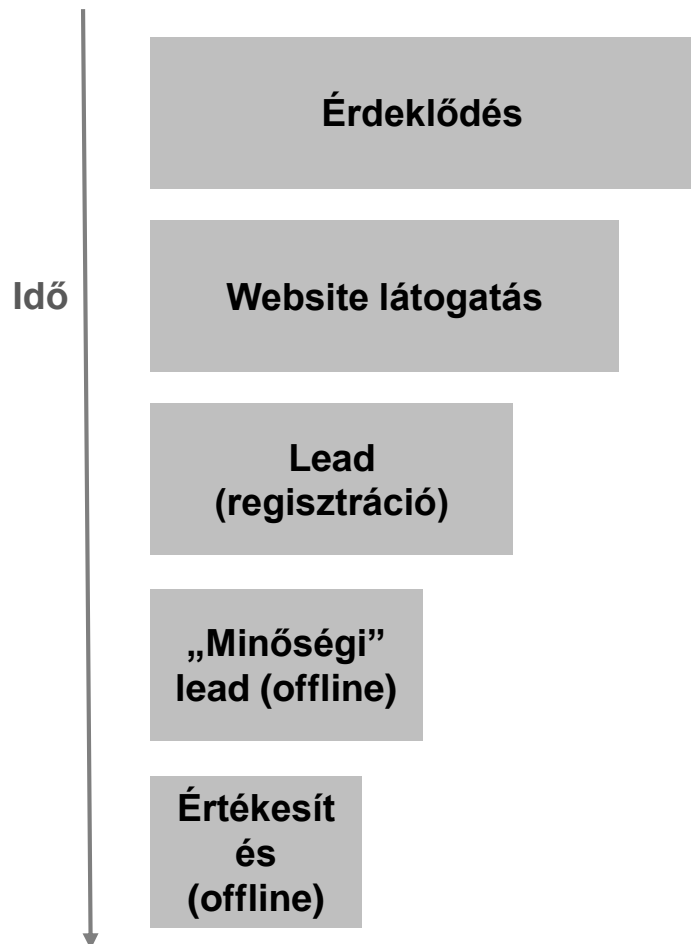 Érdeklődés
Idő
Website látogatás
Lead
(regisztráció)
„Minőségi”
lead (offline)
Értékesít
és
(offline)